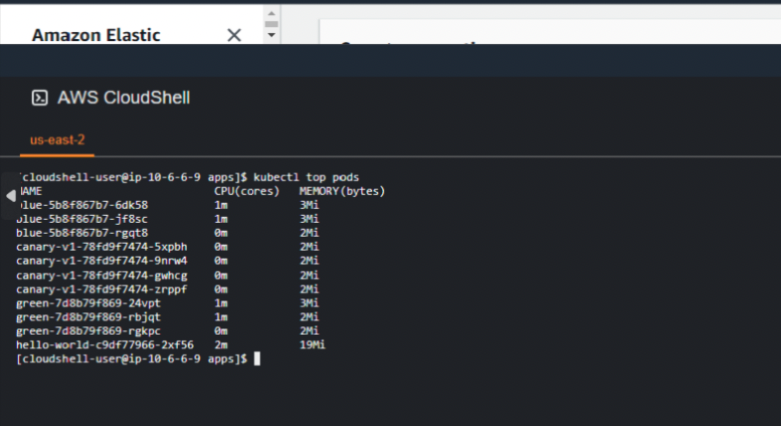 Amazon Elastic
AWS CloudShell
us-east-2
[cloudshell-user@ip-10-6-6-9 apps]$ kubectl top pods
NAME CPU(cores) MEMORY(bytes)
blue-5b8f867b7-6dk58 1m 3Mi
blue-5b8f867b7-jf8sc 1m 3Mi
blue-5b8f867b7-rgqt8 0m 2Mi
canary-v1-78fd9f7474-5xpbh 0m 2Mi
canary-v1-78fd9f7474-9nrw4 0m 2Mi
canary-v1-78fd9f7474-gwhcg 0m 2Mi
canary-v1-78fd9f7474-zrppf 0m 2Mi
green-7d8b79f869-24vpt 1m 3Mi
green-7d8b79f869-rbjqt 1m 2Mi
green-7d8b79f869-rgkpc 0m 2Mi
hello-world-c9df77966-2xf56 2m 19Mi
[cloudshell-user@ip-10-6-6-9 apps]$